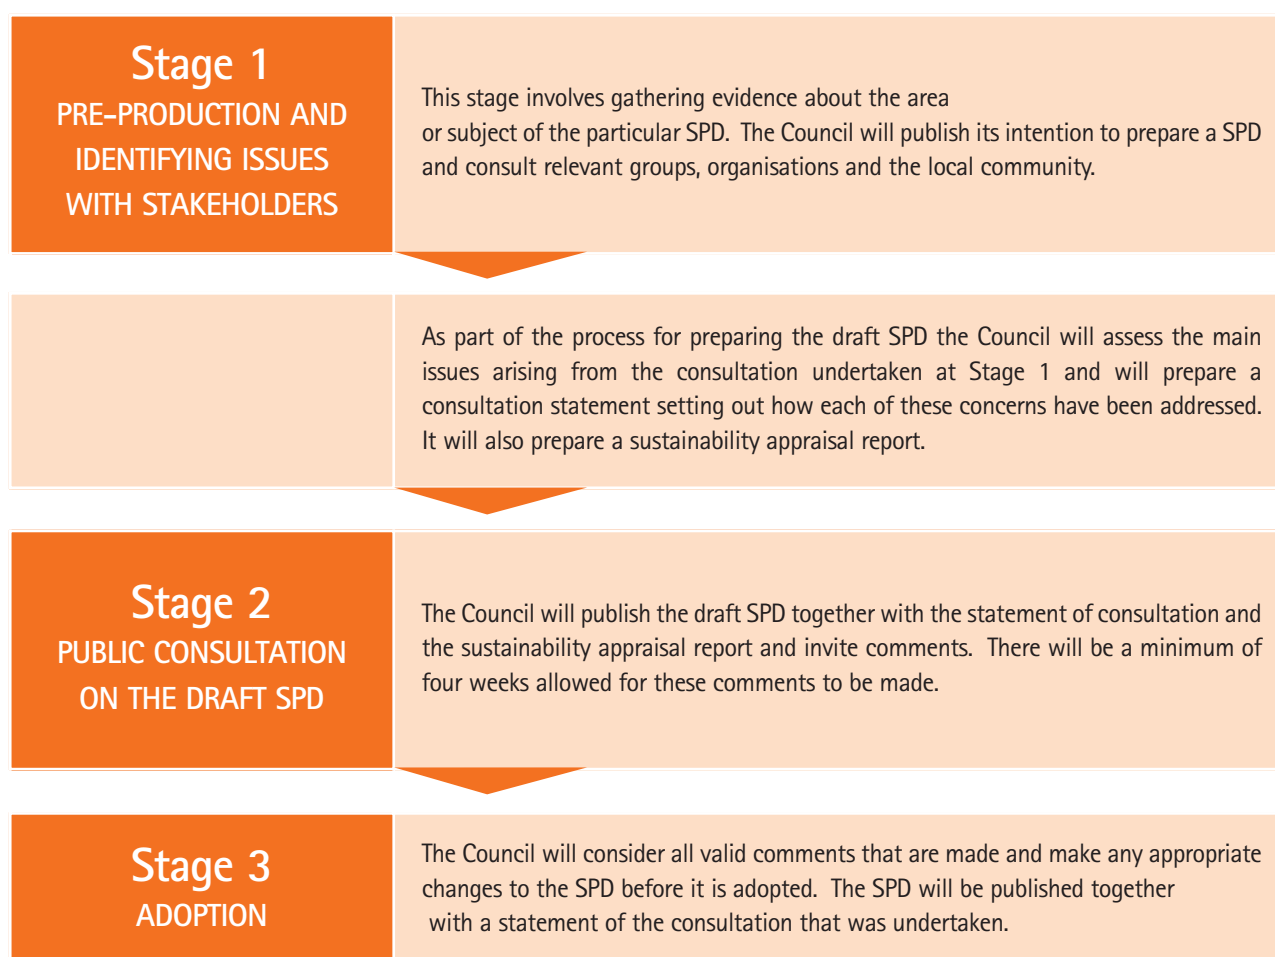 Stage 1
PRE-PRODUCTION AND
IDENTIFYING ISSUES
WITH STAKEHOLDERS
This stage involves gathering evidence about the area
or subject of the particular SPD. The Council will publish its intention to prepare a SPD
and consult relevant groups, organisations and the local community.
As part of the process for preparing the draft SPD the Council will assess the main
issues arising from the consultation undertaken at Stage 1 and will prepare a
consultation statement setting out how each of these concerns have been addressed.
It will also prepare a sustainability appraisal report.
Stage 2
PUBLIC CONSULTATION
ON THE DRAFT SPD
The Council will publish the draft SPD together with the statement of consultation and
the sustainability appraisal report and invite comments. There will be a minimum of
four weeks allowed for these comments to be made.
Stage 3
ADOPTION
The Council will consider all valid comments that are made and make any appropriate
changes to the SPD before it is adopted. The SPD will be published together
with a statement of the consultation that was undertaken.